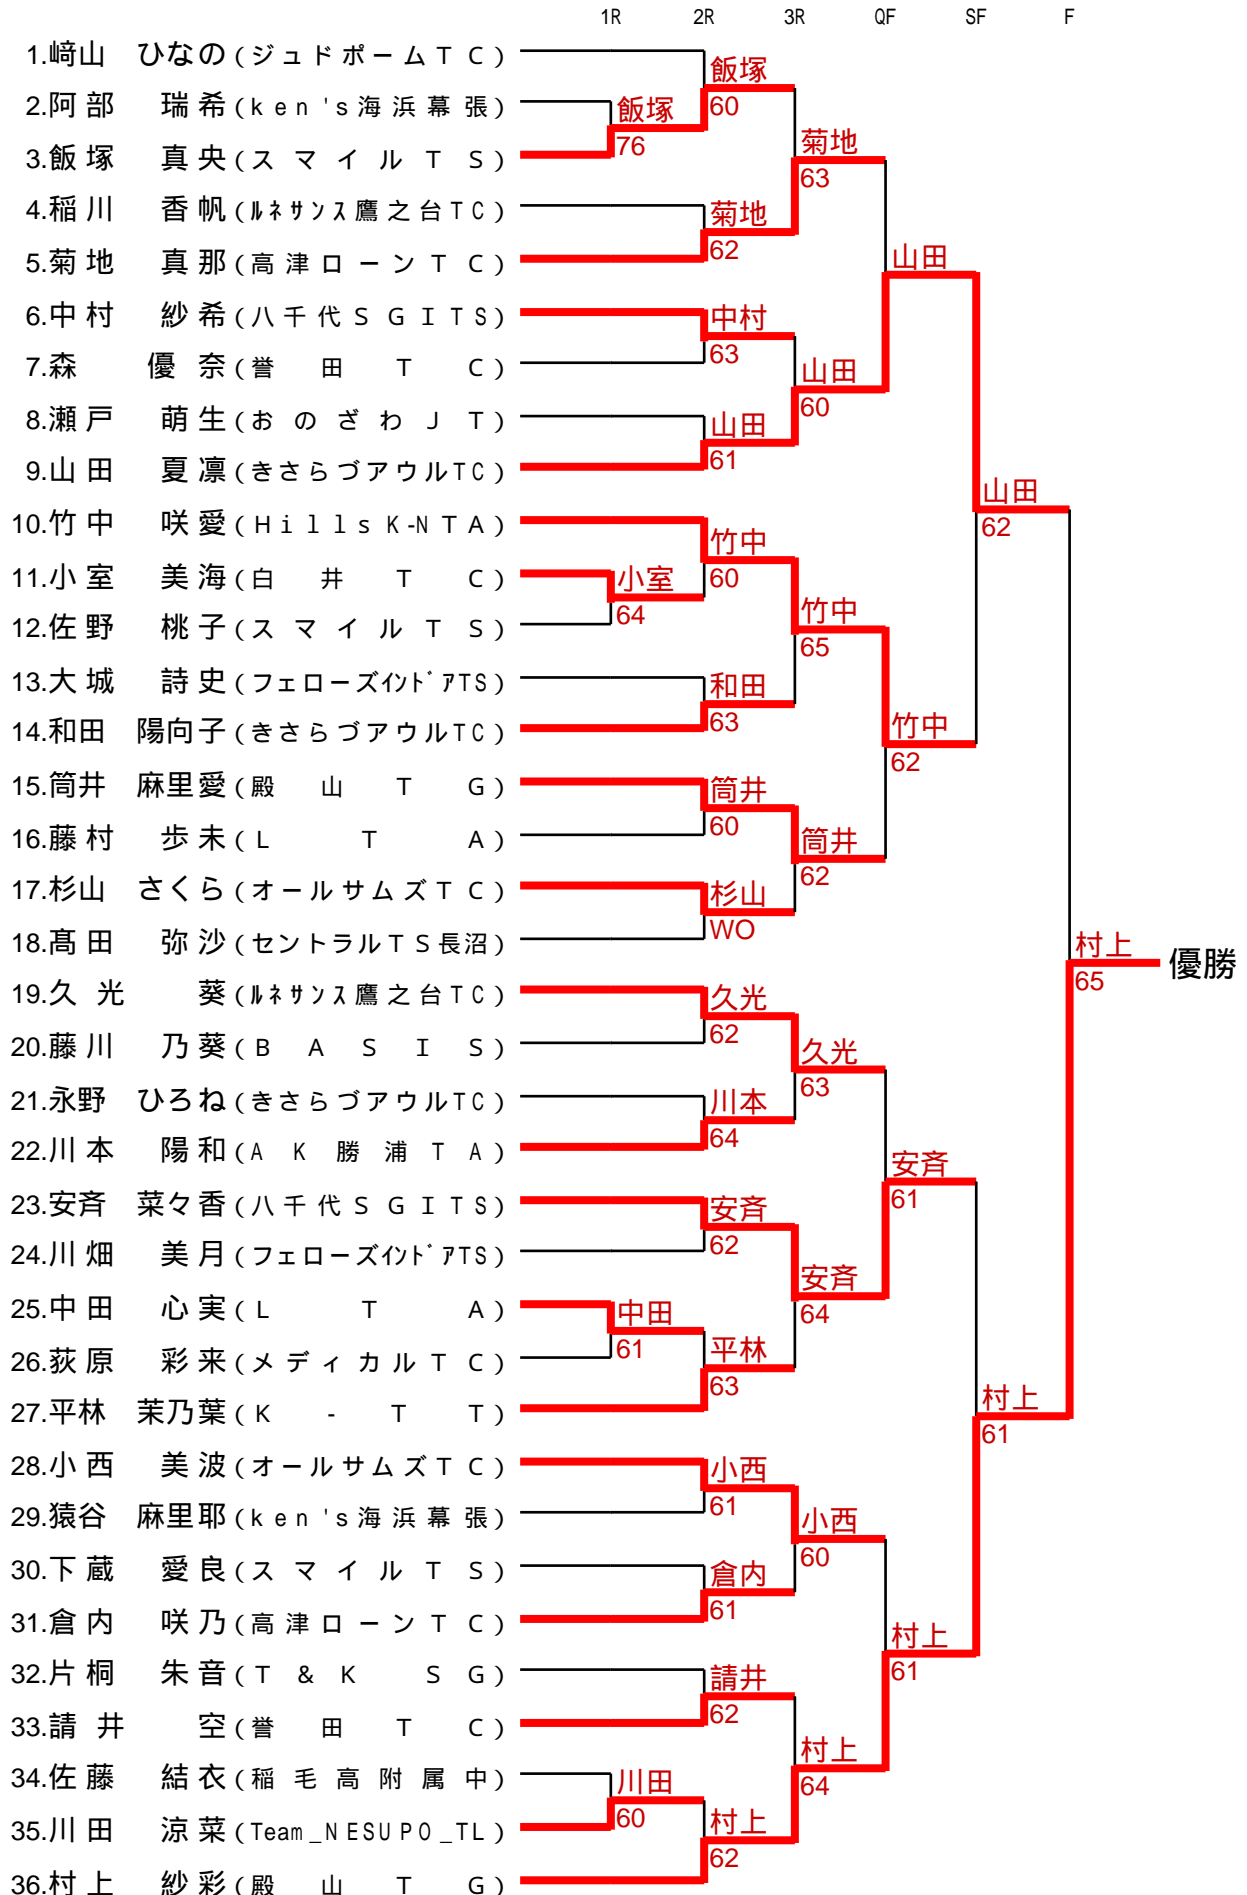 1R 2R 3R QF SF F
1.﨑山 ひなの(ジュドポームTC)
飯塚
2.阿部 瑞希(ken's海浜幕張)
飯塚 60
76 菊地
3.飯塚 真央(スマイルTS)
63
4.稲川 香帆(ルネサンス鷹之台TC)
菊地
62
5.菊地 真那(高津ローンTC)
山田
6.中村 紗希(八千代SGITS)
中村
63
7.森 優奈(誉田TC)
山田
60
8.瀬戸 萌生(おのざわJT)
山田
61
9.山田 夏凛(きさらづアウルTC)
山田
62
10.竹中 咲愛(HillsK-NTA)
竹中
11.小室 美海(白井TC)
小室 60
64 竹中
12.佐野 桃子(スマイルTS)
65
13.大城 詩史(フェローズインドアTS)
和田
63
14.和田 陽向子(きさらづアウルTC)
竹中
62
15.筒井 麻里愛(殿山TG)
筒井
60
16.藤村 歩未(LTA)
筒井
62
17.杉山 さくら(オールサムズTC)
杉山
WO
18.髙田 弥沙(セントラルTS長沼)
村上 優勝
65
19.久光 葵(ルネサンス鷹之台TC)
久光
62
20.藤川 乃葵(BASIS)
久光
63
21.永野 ひろね(きさらづアウルTC)
川本
64
22.川本 陽和(AK勝浦TA)
安斉
61
23.安斉 菜々香(八千代SGITS)
安斉
62
24.川畑 美月(フェローズインドアTS)
安斉
64
25.中田 心実(LTA)
中田
61 平林
26.荻原 彩来(メディカルTC)
63
27.平林 茉乃葉(K-TT)
村上
61
28.小西 美波(オールサムズTC)
小西
61
29.猿谷 麻里耶(ken's海浜幕張)
小西
60
30.下蔵 愛良(スマイルTS)
倉内
61
31.倉内 咲乃(高津ローンTC)
村上
61
32.片桐 朱音(T&KSG)
請井
62
33.請井 空(誉田TC)
村上
64
34.佐藤 結衣(稲毛高附属中)
川田
60 村上
35.川田 涼菜(Team_NESUPO_TL)
62
36.村上 紗彩(殿山TG)